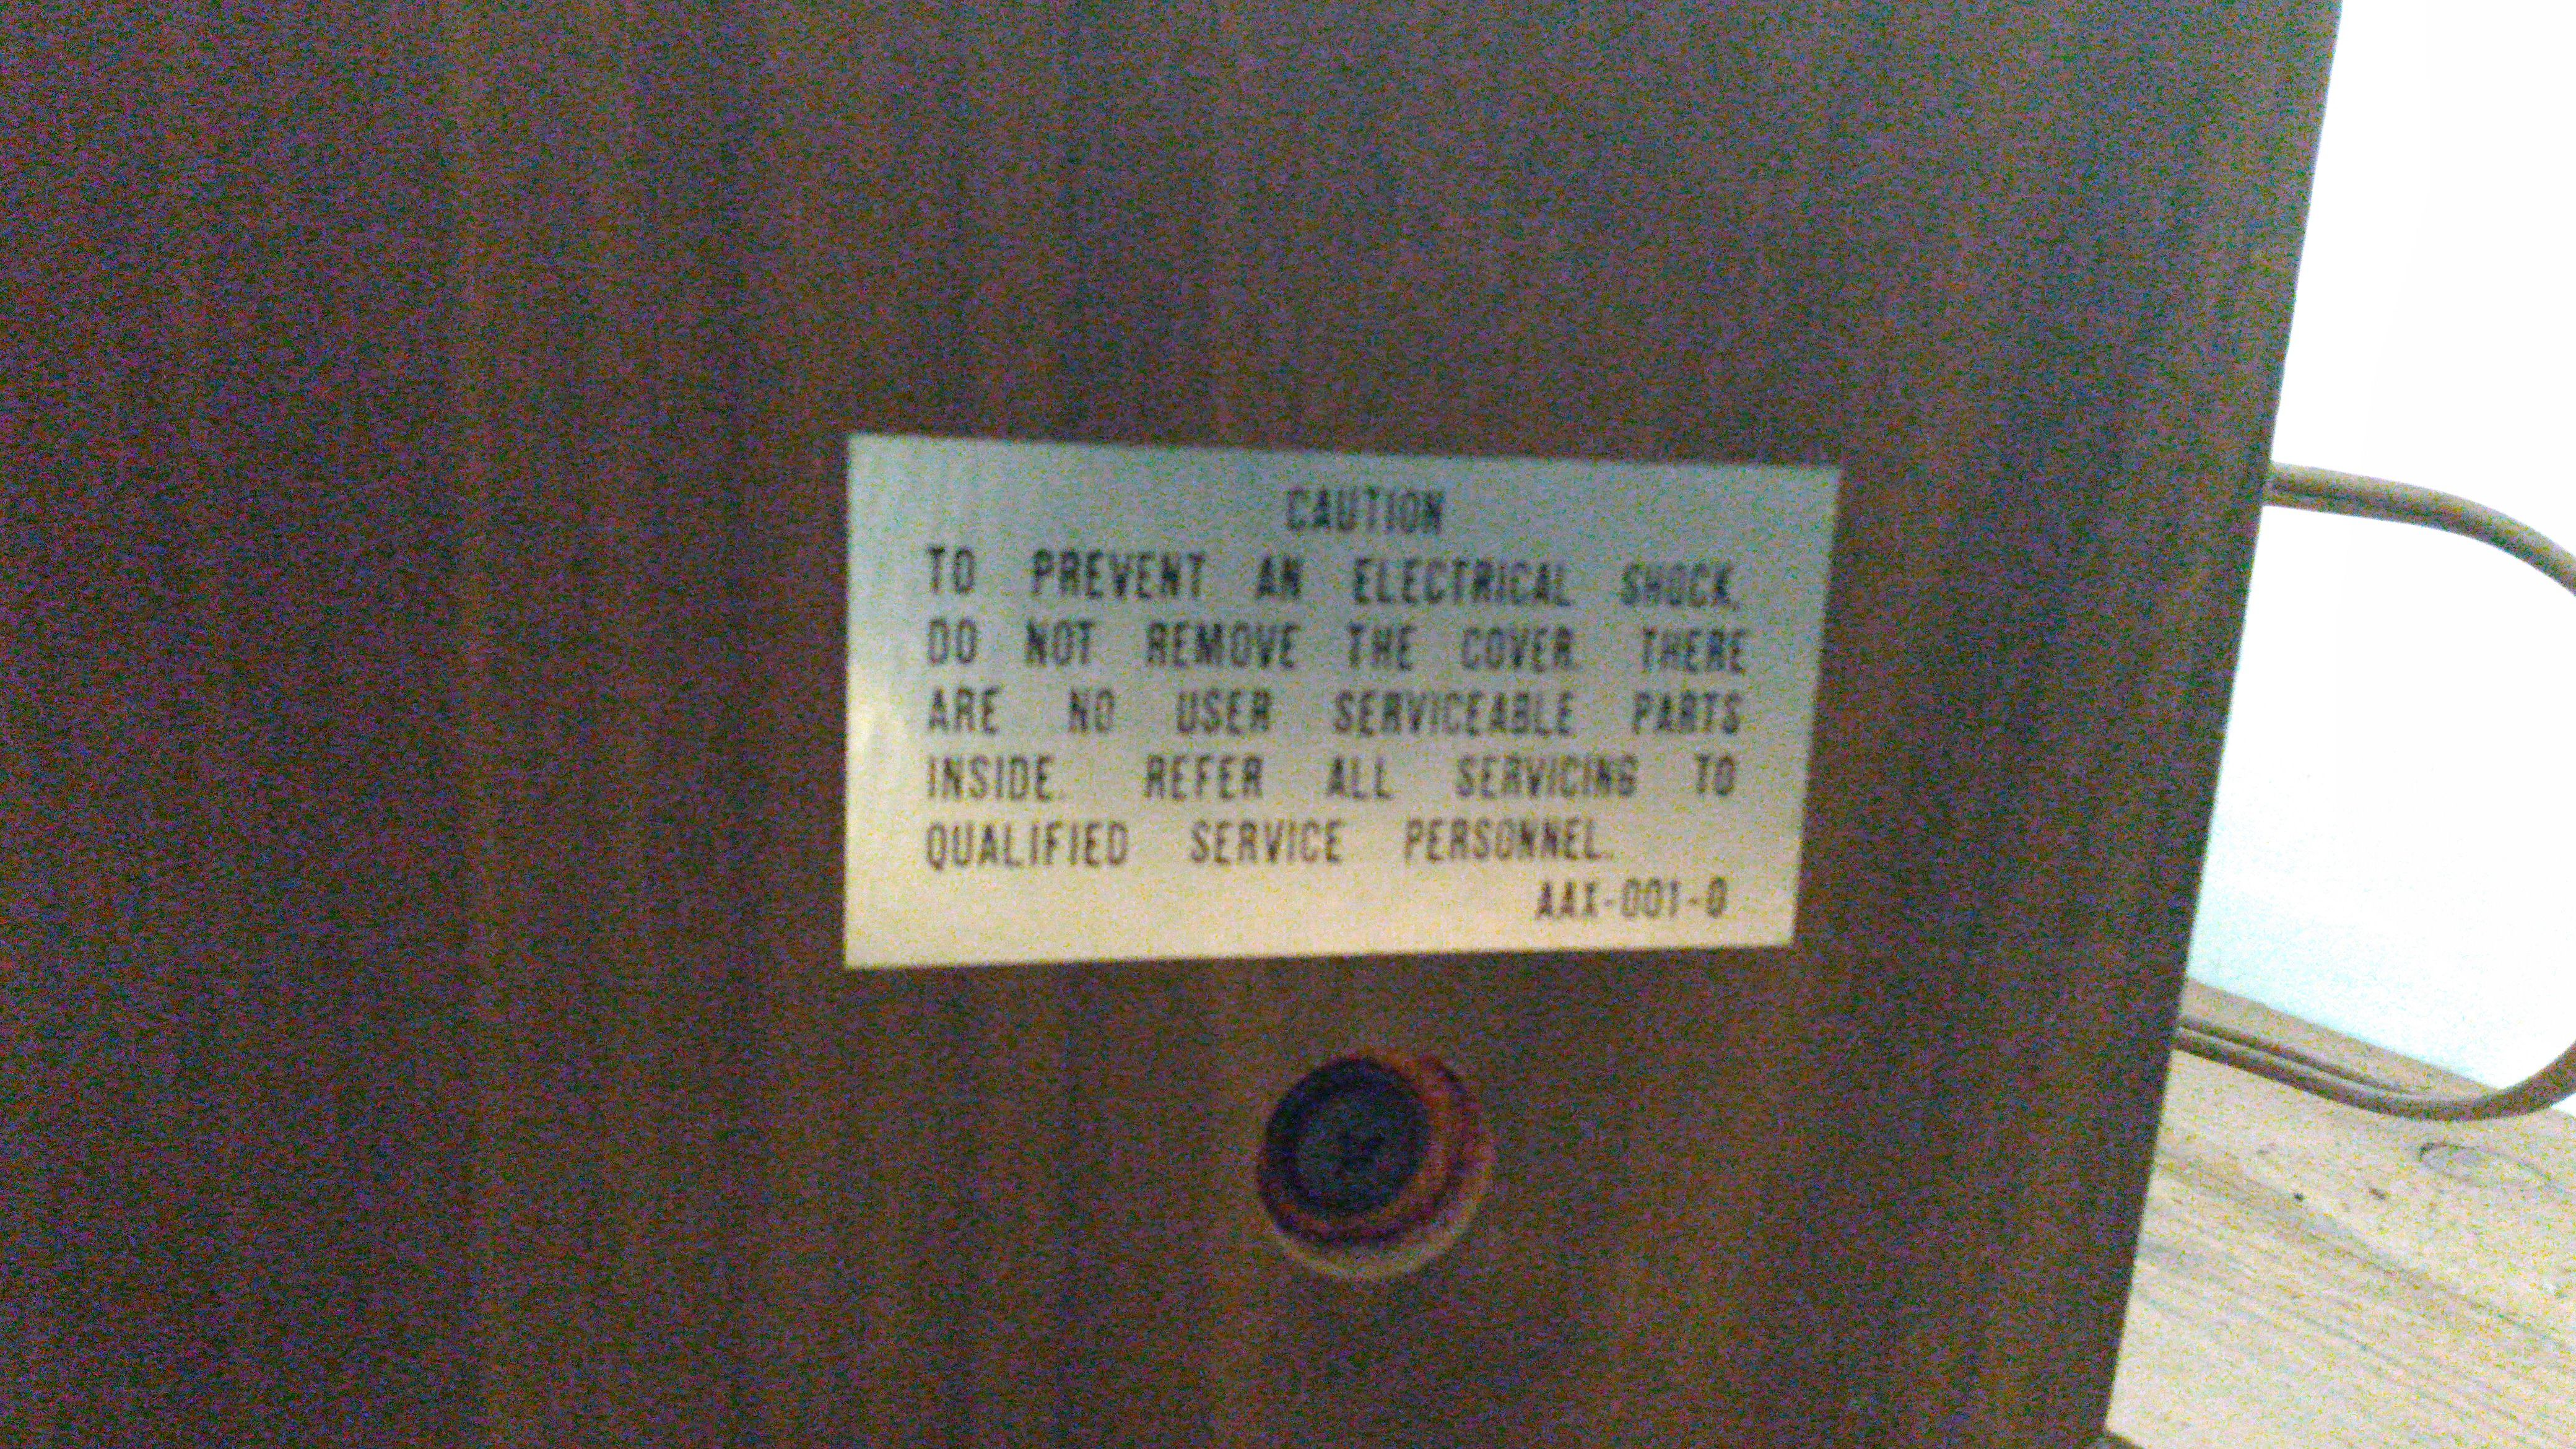 CAUTION
TO PREVENT AN ELECTRICAL SHOCK,
DO NOT REMOVE THE COVER. THERE
ARE NO USER SERVICEABLE PARTS
INSIDE. REFER ALL SERVICING TO
QUALIFIED SERVICE PERSONNEL.
AAX-001-0